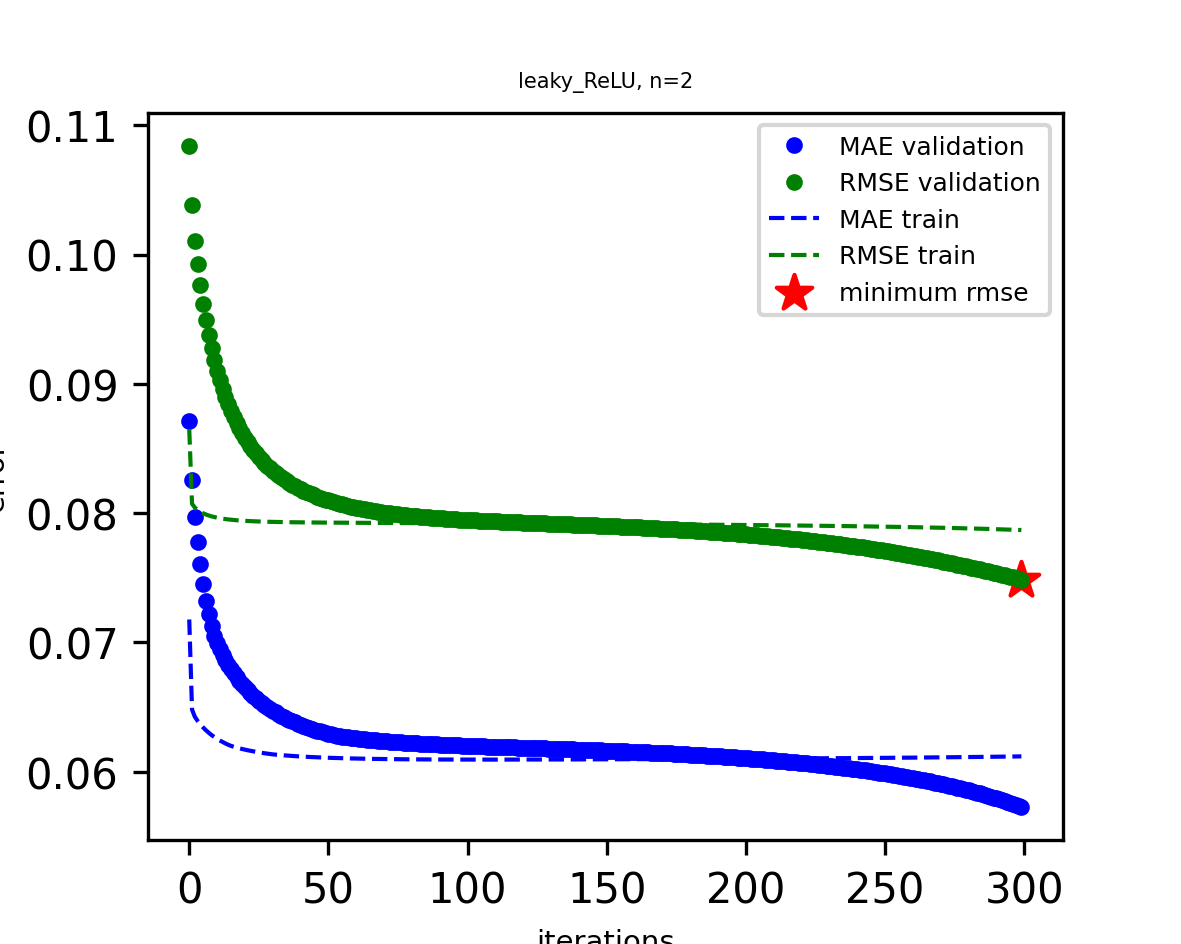 leaky_ReLU, n=2
0.11
0.10
0.09
0.08
0.07
0.06
MAE validation
RMSE validation
MAE train
RMSE train
minimum rmse
0 50 100 150 200 250 300
iterations